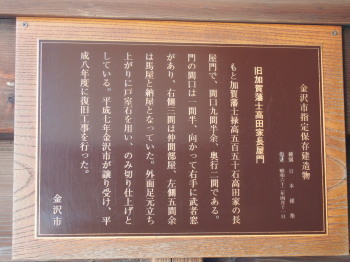 金沢市指定保存建造物
旧加賀藩士高田家長屋門
もと加賀藩士禄高五百五十石高田家の長
屋門で、間口九間半余、奥行二間である。
門の間口は一間半、向かって右手に武者窓
があり、右側三間は仲間部屋、左側五間余
は馬屋と納屋となっていた。外面足元立ち
上がりに戸室石を用い、のみ切り仕上げと
している。平成七年金沢市が譲り受け、平
成八年度に復旧工事を行った。
金沢市